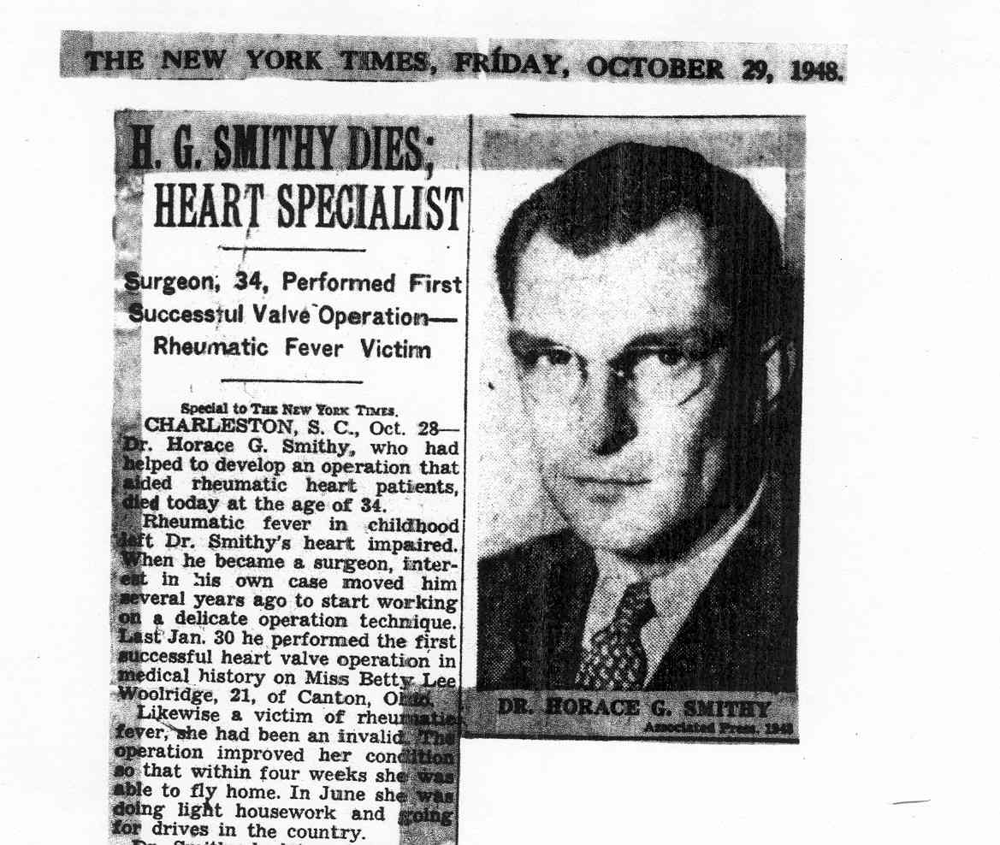 THE NEW YORK TIMES, FRIDAY, OCTOBER 29, 1948.
H. G. SMITHY DIES;
HEART SPECIALIST
Surgeon, 34, Performed First
Successful Valve Operation—
Rheumatic Fever Victim
Special to THE NEW YORK TIMES.
CHARLESTON, S. C., Oct. 28—
Dr. Horace G. Smithy, who had
helped to develop an operation that
aided rheumatic heart patients,
died today at the age of 34.
Rheumatic fever in childhood
left Dr. Smithy's heart impaired.
When he became a surgeon, inter-
est in his own case moved him
several years ago to start working
on a delicate operation technique.
Last Jan. 30 he performed the first
successful heart valve operation in
medical history on Miss Betty Lee
Woolridge, 21, of Canton, Ohio.
Likewise a victim of rheumatic
fever, she had been an invalid. The
operation improved her condition
so that within four weeks she was
able to fly home. In June she was
doing light housework and going
for drives in the country.
DR. HORACE G. SMITHY
Associated Press, 1948